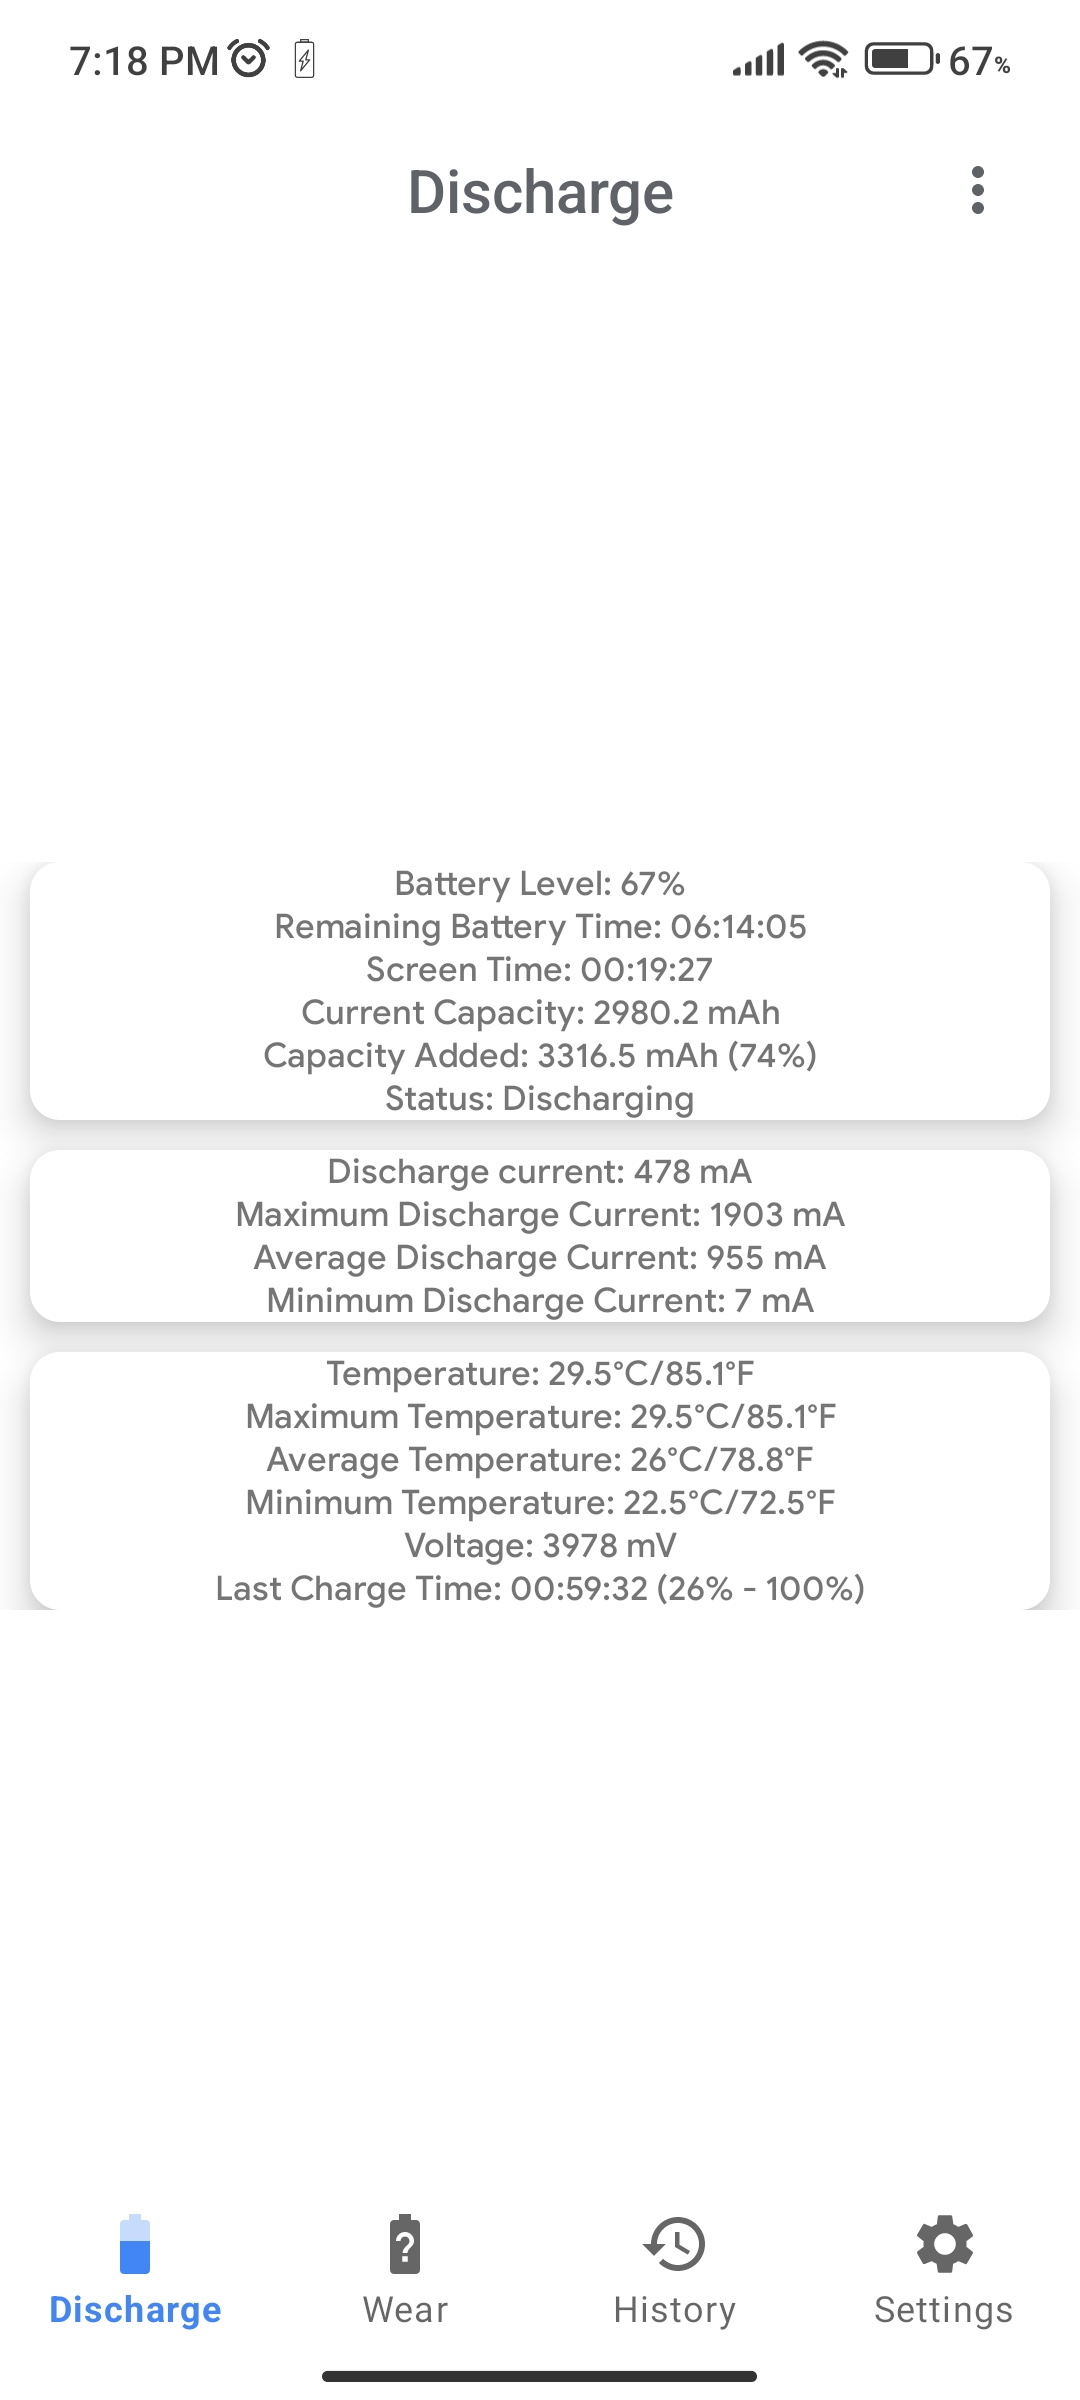 7:18 PM 67%
Discharge
Battery Level: 67%
Remaining Battery Time: 06:14:05
Screen Time: 00:19:27
Current Capacity: 2980.2 mAh
Capacity Added: 3316.5 mAh (74%)
Status: Discharging
Discharge current: 478 mA
Maximum Discharge Current: 1903 mA
Average Discharge Current: 955 mA
Minimum Discharge Current: 7 mA
Temperature: 29.5°C/85.1°F
Maximum Temperature: 29.5°C/85.1°F
Average Temperature: 26°C/78.8°F
Minimum Temperature: 22.5°C/72.5°F
Voltage: 3978 mV
Last Charge Time: 00:59:32 (26% - 100%)
Discharge Wear History Settings